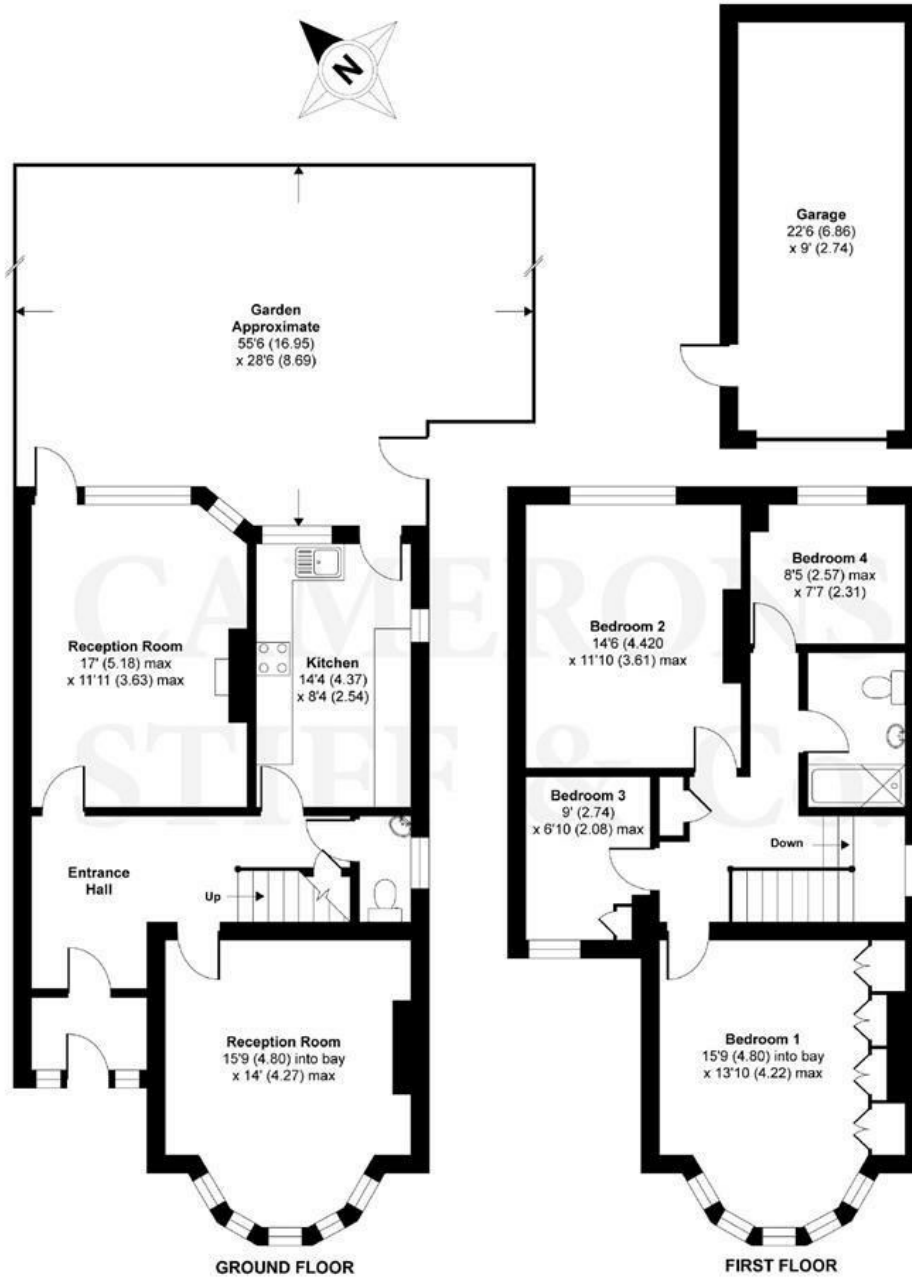 N
Garage
22'6 (6.86)
x 9' (2.74)
Garden
Approximate
55'6 (16.95)
x 28'6 (8.69)
Reception Room
17' (5.18) max
x 11'11 (3.63) max
Kitchen
14'4 (4.37)
x 8'4 (2.54)
Entrance
Hall
Up
Reception Room
15'9 (4.80) into bay
x 14' (4.27) max
GROUND FLOOR
Bedroom 2
14'6 (4.420
x 11'10 (3.61) max
Bedroom 4
8'5 (2.57) max
x 7'7 (2.31)
Bedroom 3
9' (2.74)
x 6'10 (2.08) max
Down
Bedroom 1
15'9 (4.80) into bay
x 13'10 (4.22) max
FIRST FLOOR
CAMERONS
STIFF & Co.